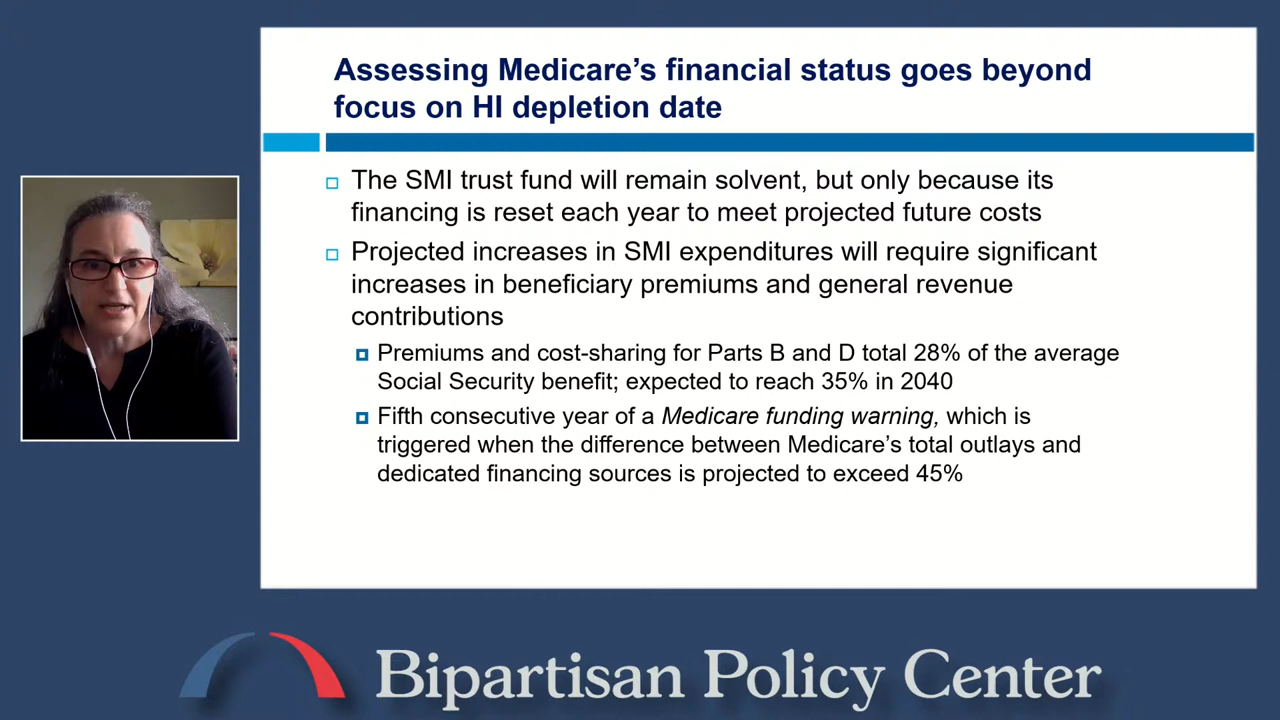 Assessing Medicare’s financial status goes beyond
focus on HI depletion date
The SMI trust fund will remain solvent, but only because its
financing is reset each year to meet projected future costs
Projected increases in SMI expenditures will require significant
increases in beneficiary premiums and general revenue
contributions
Premiums and cost-sharing for Parts B and D total 28% of the average
Social Security benefit; expected to reach 35% in 2040
Fifth consecutive year of a Medicare funding warning, which is
triggered when the difference between Medicare’s total outlays and
dedicated financing sources is projected to exceed 45%
Bipartisan Policy Center